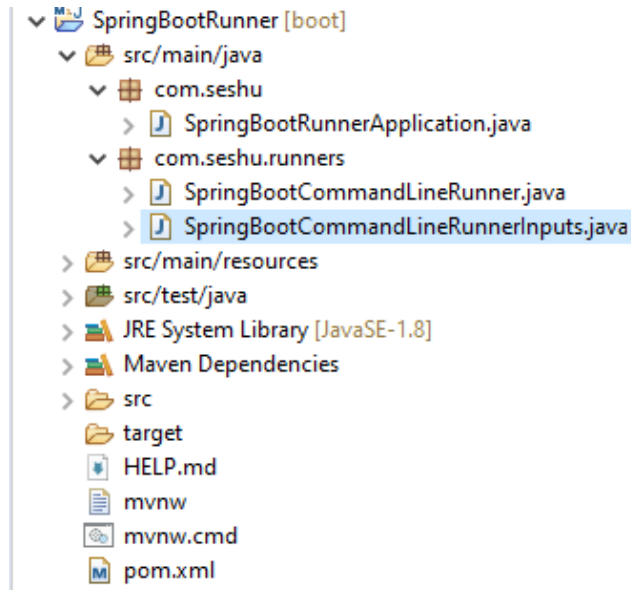 SpringBootRunner [boot]
src/main/java
com.seshu
SpringBootRunnerApplication.java
com.seshu.runners
SpringBootCommandLineRunner.java
SpringBootCommandLineRunnerInputs.java
src/main/resources
src/test/java
JRE System Library [JavaSE-1.8]
Maven Dependencies
src
target
HELP.md
mvnw
mvnw.cmd
pom.xml